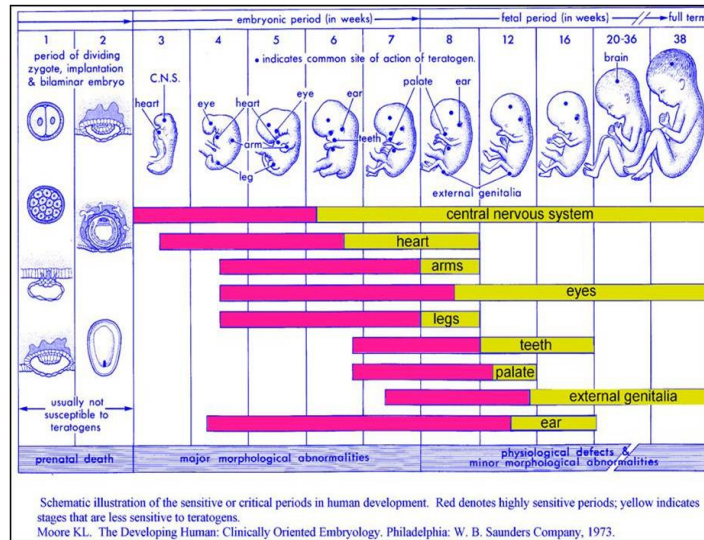 embryonic period (in weeks)
fetal period (in weeks)
full term
1 2 3 4 5 6 7 8 12 16 20-36 38
period of dividing
zygote, implantation
& bilaminar embryo
• indicates common site of action of teratogen.
C.N.S.
heart
eye
heart
eye
ear
palate
ear
brain
arm
teeth
leg
external genitalia
central nervous system
heart
arms
eyes
legs
teeth
palate
external genitalia
ear
usually not
susceptible to
teratogens
prenatal death
major morphological abnormalities
physiological defects &
minor morphological abnormalities
Schematic illustration of the sensitive or critical periods in human development. Red denotes highly sensitive periods; yellow indicates
stages that are less sensitive to teratogens.
Moore KL. The Developing Human: Clinically Oriented Embryology. Philadelphia: W. B. Saunders Company, 1973.